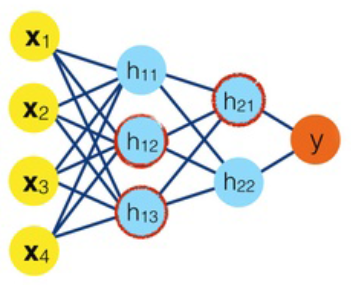 x₁
x₂
x₃
x₄
h₁₁
h₁₂
h₁₃
h₂₁
h₂₂
y